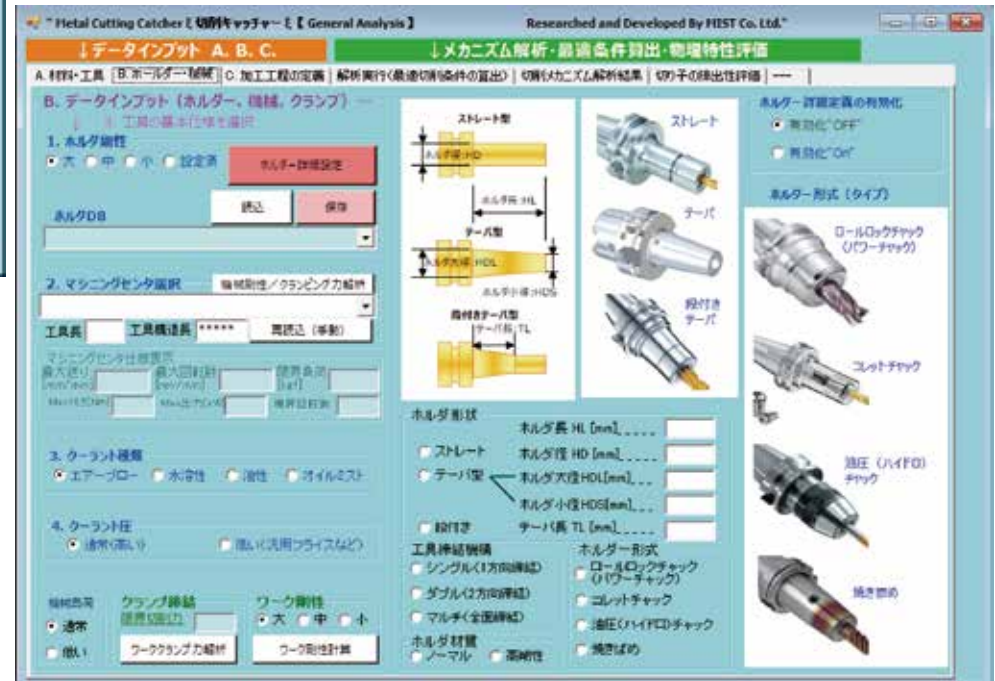 " Metal Cutting Catcher ξ 切削キャッチャー ξ 【 General Analysis 】 Researched and Developed By HIST Co. Ltd."
↓データインプット A. B. C.
↓メカニズム解析・最適条件算出・物理特性評価
A. 材料・工具 B. ホールダー・機械 C. 加工工程の定義 解析実行(最適切削条件の算出) 切削メカニズム解析結果 切り子の排出性評価 ---
B. データインプット (ホルダー、機械、クランプ)
↓ ※ 工具の基本仕様を選択
1. ホルダ剛性
大 中 小 設定済
ホルダー詳細設定
読込 保存
ホルダDB
2. マシニングセンタ選択
機械剛性/クランピング力解析
工具長 工具構造長 ***** 再読込 (移動)
マシニングセンタ仕様表示
最大送り [mm/min] 最大回転数 [rev/min] 限界負荷 [kgf]
3. クーラント種類
エアーブロー 水溶性 油性 オイルミスト
4. クーラント圧
通常(高い) 低い(汎用フライスなど)
機械負荷
通常
低い
クランプ締結
限界切削力
ワーククランプ力解析
ワーク剛性
大 中 小
ワーク剛性計算
ストレート型
ホルダ径:HD
ホルダ長:HL
テーパ型
ホルダ大径:HDL
ホルダ小径:HDS
段付きテーパ型
テーパ長:TL
ストレート
テーパ
段付き
テーパ
ホルダ形状
ストレート
テーパ型
段付き
ホルダ長 HL [mm]
ホルダ径 HD [mm]
ホルダ大径HDL[mm]
ホルダ小径HDS[mm]
テーパ長 TL [mm]
工具締結機構
シングル(1方向締結)
ダブル(2方向締結)
マルチ(全面締結)
ホルダ材質
ノーマル 高剛性
ホルダー形式
ロールロックチャック
(パワーチャック)
コレットチャック
油圧(ハイドロ)チャック
焼きばめ
ホルダー詳細定義の有効化
有効化"OFF"
有効化"On"
ホルダー形式 (タイプ)
ロールロックチャック
(パワーチャック)
コレットチャック
油圧 (ハイドロ)
チャック
焼き嵌め